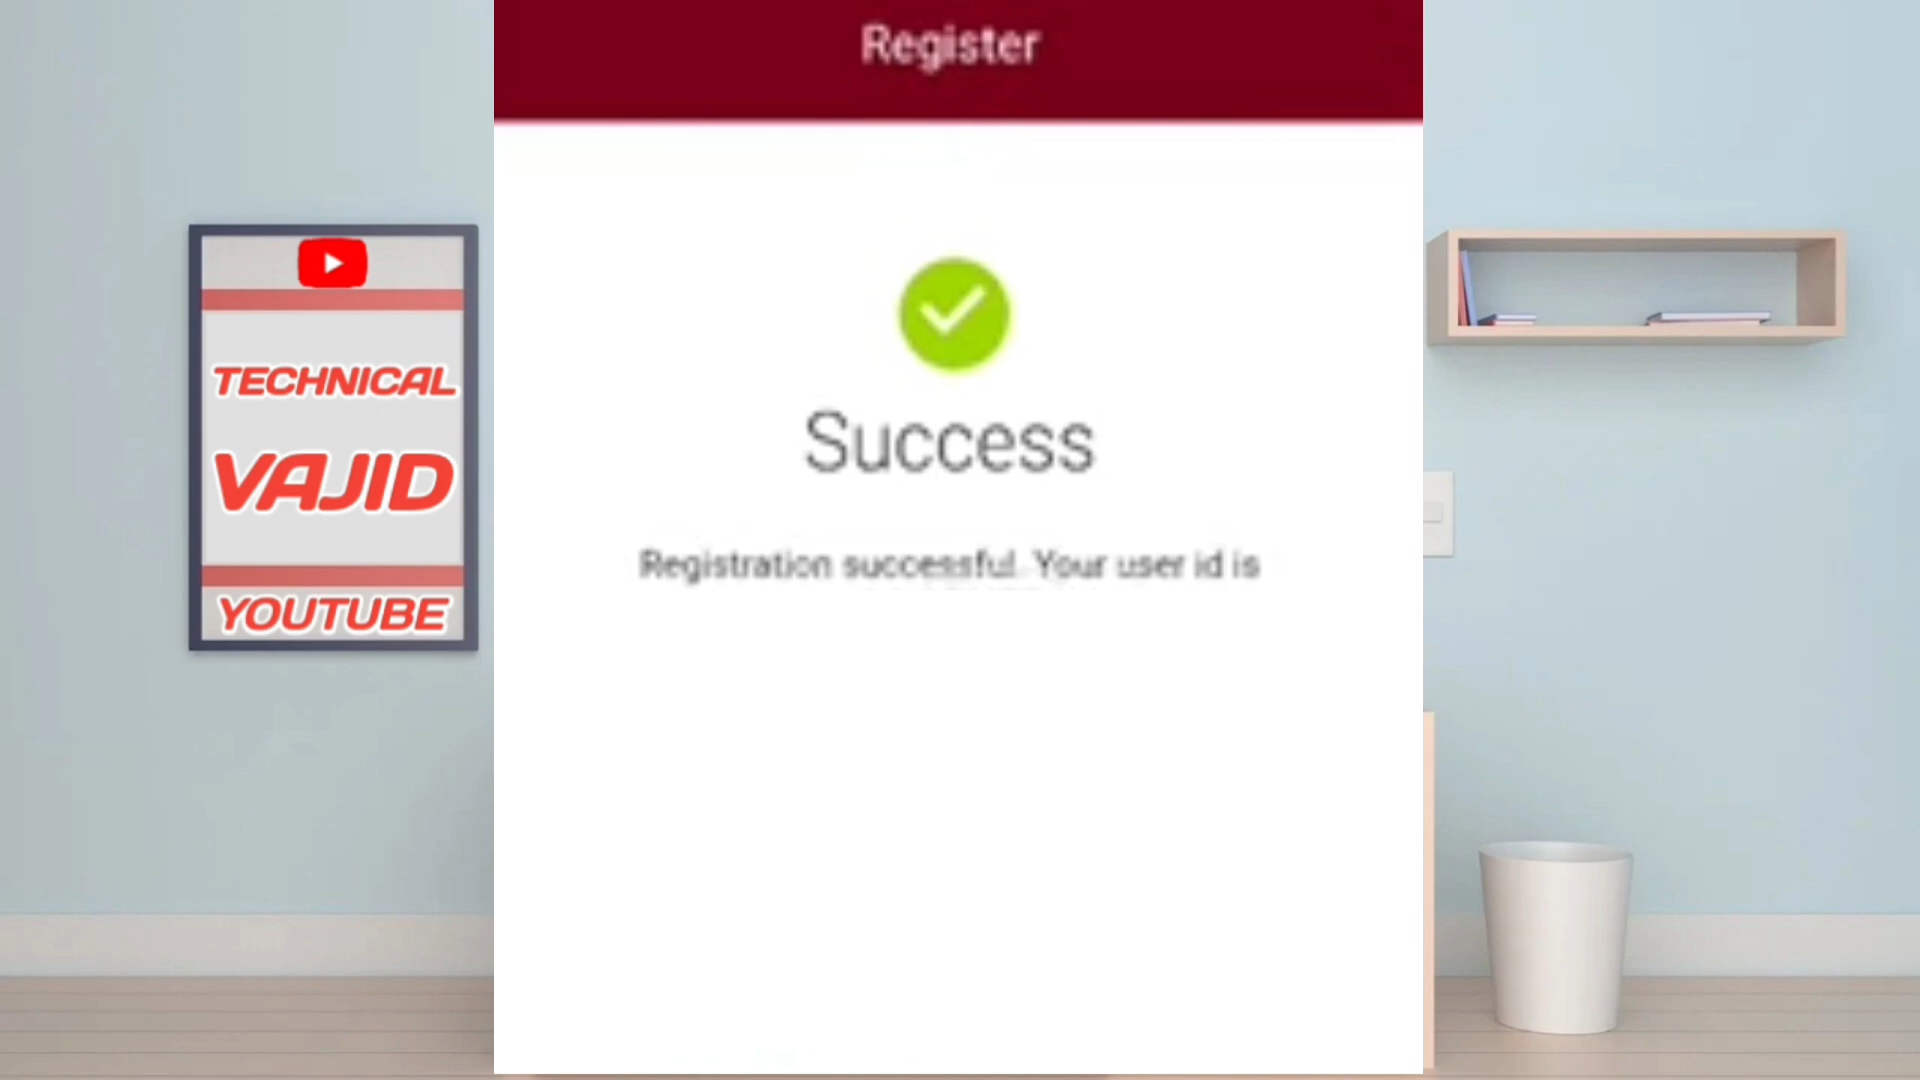 Register
Success
Registration successful. Your user id is
TECHNICAL
VAJID
YOUTUBE